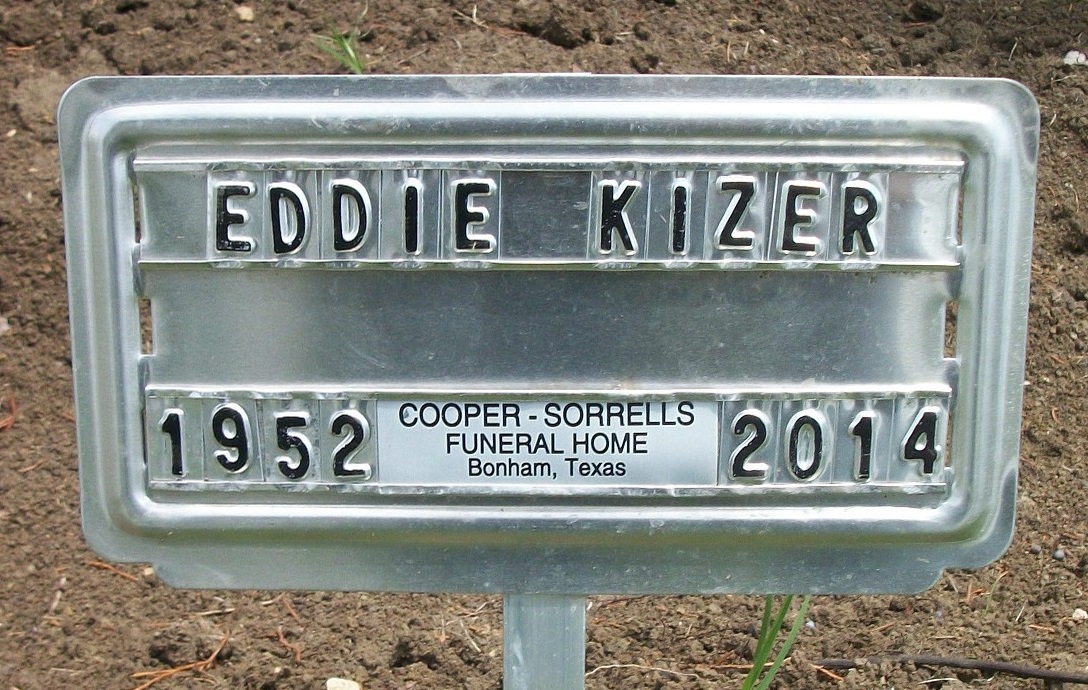 EDDIE KIZER
1952
COOPER - SORRELLS
FUNERAL HOME
Bonham, Texas
2014